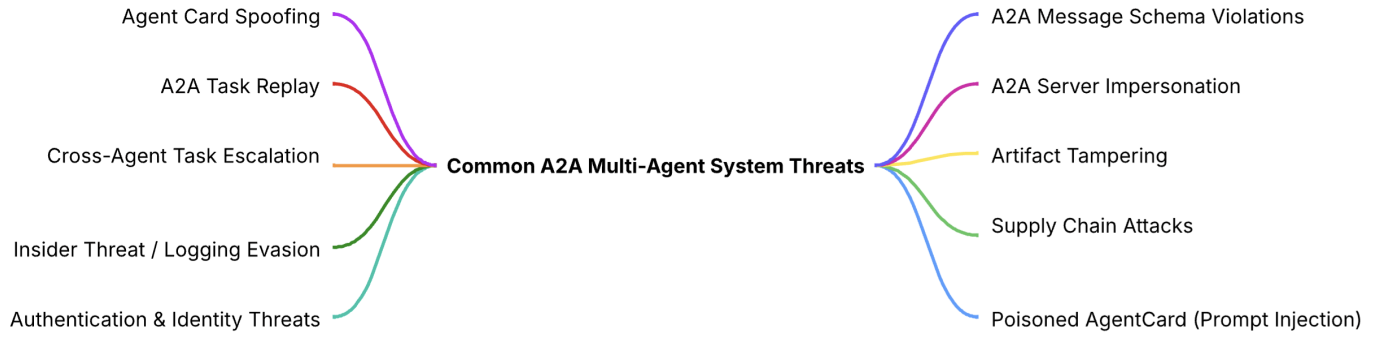 Agent Card Spoofing
A2A Task Replay
Cross-Agent Task Escalation
Insider Threat / Logging Evasion
Authentication & Identity Threats
Common A2A Multi-Agent System Threats
A2A Message Schema Violations
A2A Server Impersonation
Artifact Tampering
Supply Chain Attacks
Poisoned AgentCard (Prompt Injection)